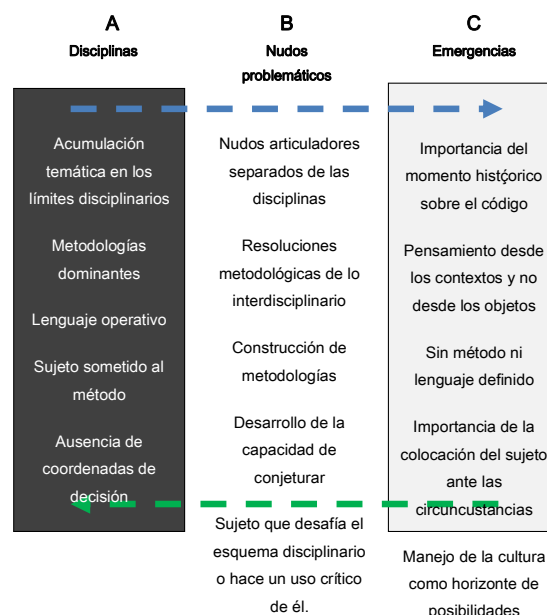 A
Disciplinas
Acumulación
temática en los
límites disciplinarios
Metodologías
dominantes
Lenguaje operativo
Sujeto sometido al
método
Ausencia de
coordenadas de
decisión
B
Nudos
problemáticos
Nudos articuladores
separados de las
disciplinas
Resoluciones
metodológicas de lo
interdisciplinario
Construcción de
metodologías
Desarrollo de la
capacidad de
conjeturar
Sujeto que desafía el
esquema disciplinario
o hace un uso crítico
de él.
C
Emergencias
Importancia del
momento histçorico
sobre el código
Pensamiento desde
los contextos y no
desde los objetos
Sin método ni
lenguaje definido
Importancia de la
colocación del sujeto
ante las
circuncustancias
Manejo de la cultura
como horizonte de
posibilidades